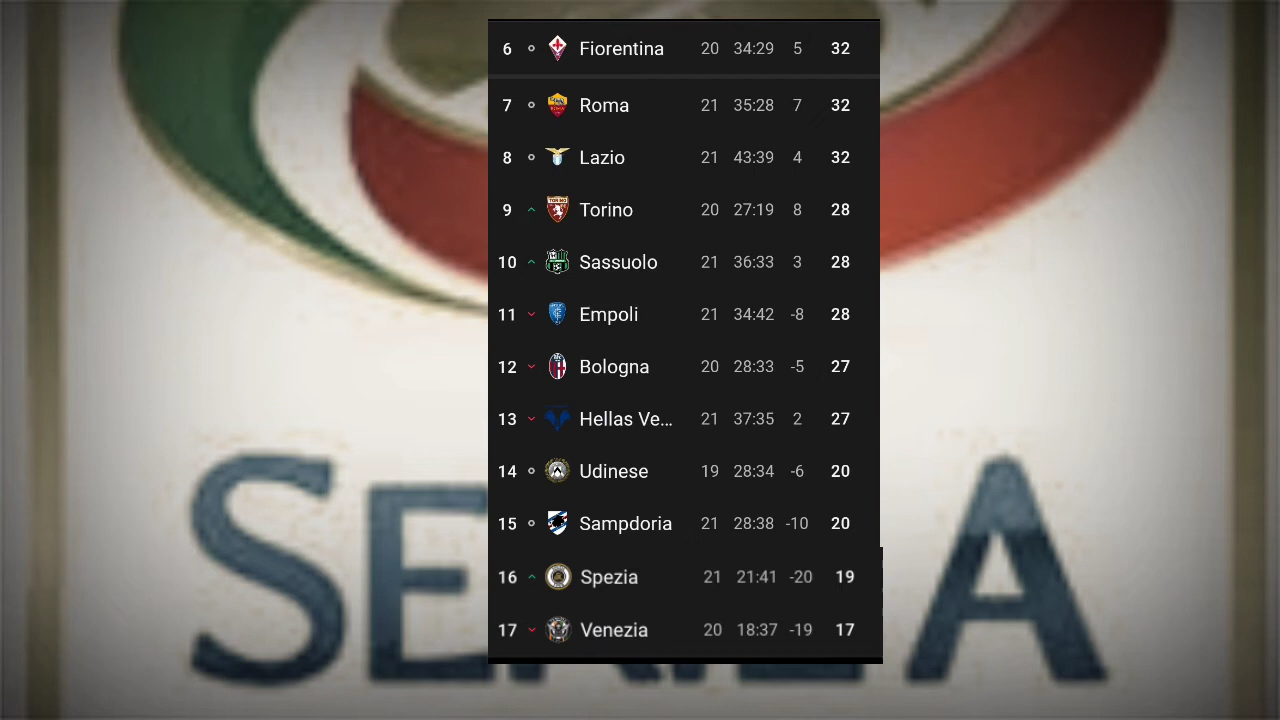 6 Fiorentina 20 34:29 5 32
7 Roma 21 35:28 7 32
8 Lazio 21 43:39 4 32
9 Torino 20 27:19 8 28
10 Sassuolo 21 36:33 3 28
11 Empoli 21 34:42 -8 28
12 Bologna 20 28:33 -5 27
13 Hellas Ve... 21 37:35 2 27
14 Udinese 19 28:34 -6 20
15 Sampdoria 21 28:38 -10 20
16 Spezia 21 21:41 -20 19
17 Venezia 20 18:37 -19 17
SERIE A